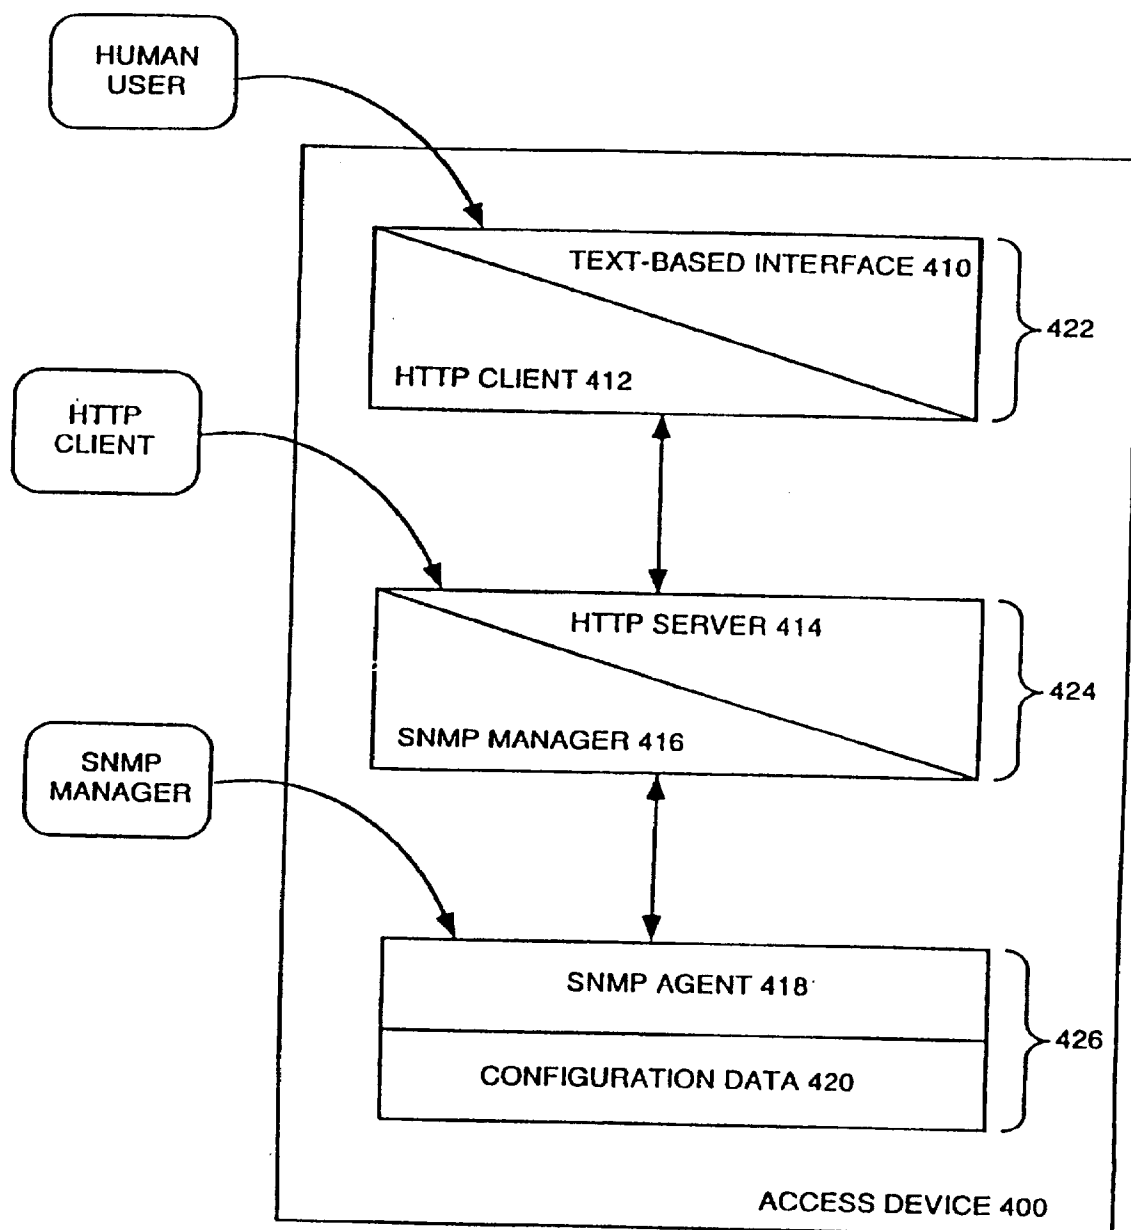 HUMAN
USER
TEXT-BASED INTERFACE 410
422
HTTP CLIENT 412
HTTP
CLIENT
HTTP SERVER 414
424
SNMP MANAGER 416
SNMP
MANAGER
SNMP AGENT 418
426
CONFIGURATION DATA 420
ACCESS DEVICE 400